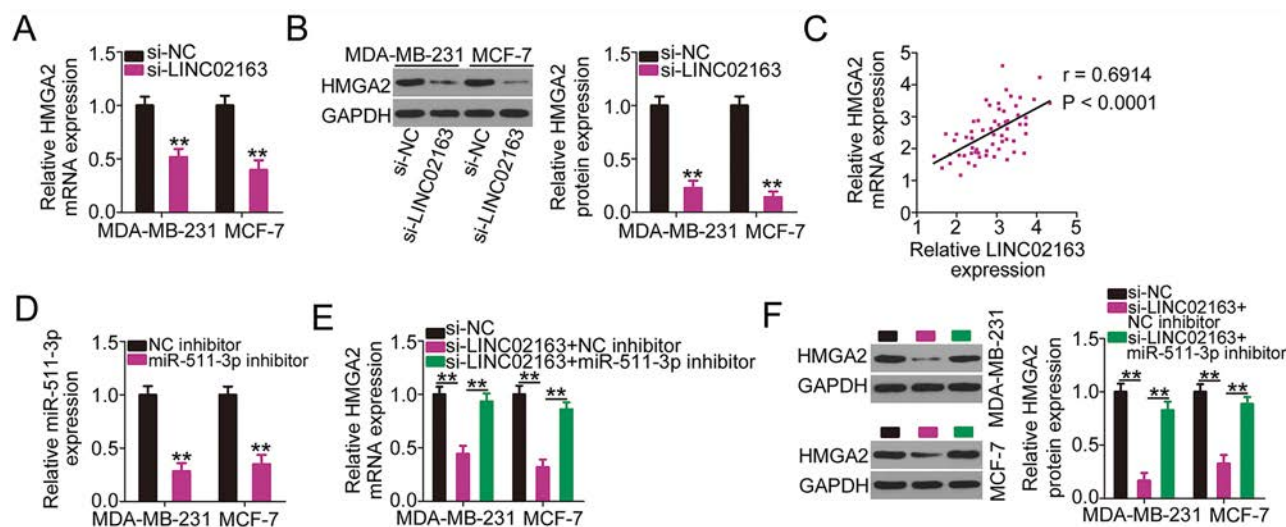 A
si-NC
si-LINC02163
Relative HMGA2
mRNA expression
1.5
1.0
0.5
0.0
**
**
MDA-MB-231
MCF-7
B
MDA-MB-231 MCF-7
HMGA2
GAPDH
si-NC
si-LINC02163
si-NC
si-LINC02163
si-NC
si-LINC02163
Relative HMGA2
protein expression
1.5
1.0
0.5
0.0
**
**
MDA-MB-231
MCF-7
C
Relative HMGA2
mRNA expression
5
4
3
2
1
0
r = 0.6914
P < 0.0001
1 2 3 4 5
Relative LINC02163
expression
D
NC inhibitor
miR-511-3p inhibitor
Relative miR-511-3p
expression
1.5
1.0
0.5
0.0
**
**
MDA-MB-231
MCF-7
E
si-NC
si-LINC02163+NC inhibitor
si-LINC02163+miR-511-3p inhibitor
Relative HMGA2
mRNA expression
1.5
1.0
0.5
0.0
** **
** **
MDA-MB-231
MCF-7
F
HMGA2
GAPDH
MDA-MB-231
HMGA2
GAPDH
MCF-7
si-NC
si-LINC02163+
NC inhibitor
si-LINC02163+
miR-511-3p inhibitor
Relative HMGA2
protein expression
1.5
1.0
0.5
0.0
** **
** **
MDA-MB-231
MCF-7